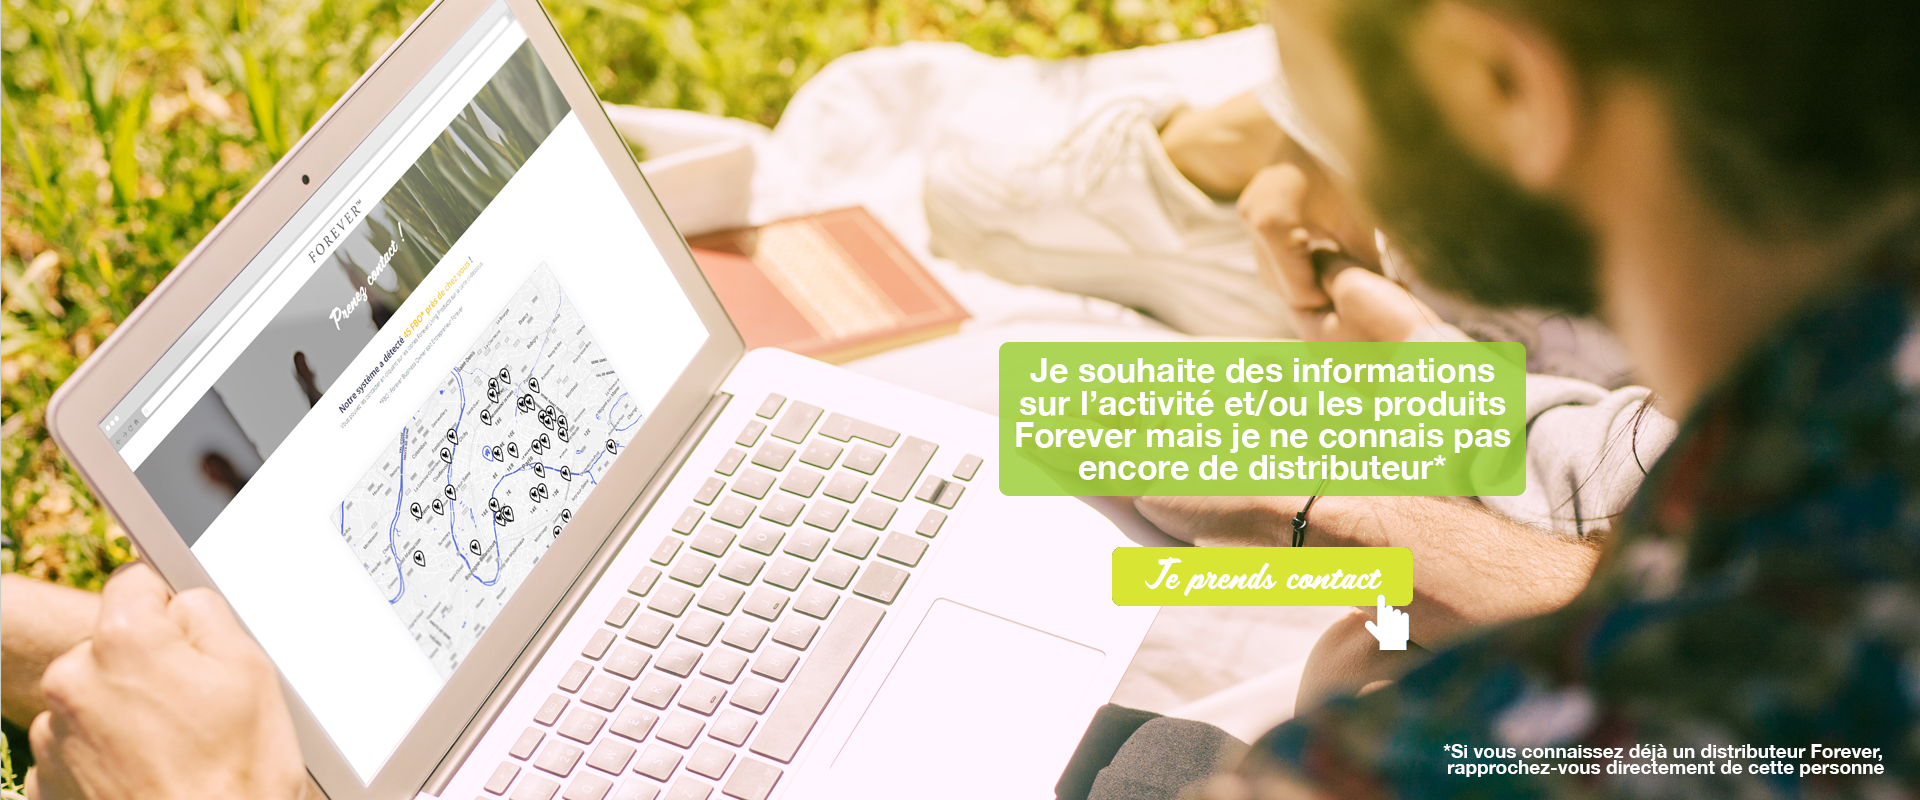 FOREVER™
Prenez contact !
Notre système a détecté 45 FBO* près de chez vous !
Je souhaite des informations
sur l’activité et/ou les produits
Forever mais je ne connais pas
encore de distributeur*
Je prends contact
*Si vous connaissez déjà un distributeur Forever,
rapprochez-vous directement de cette personne